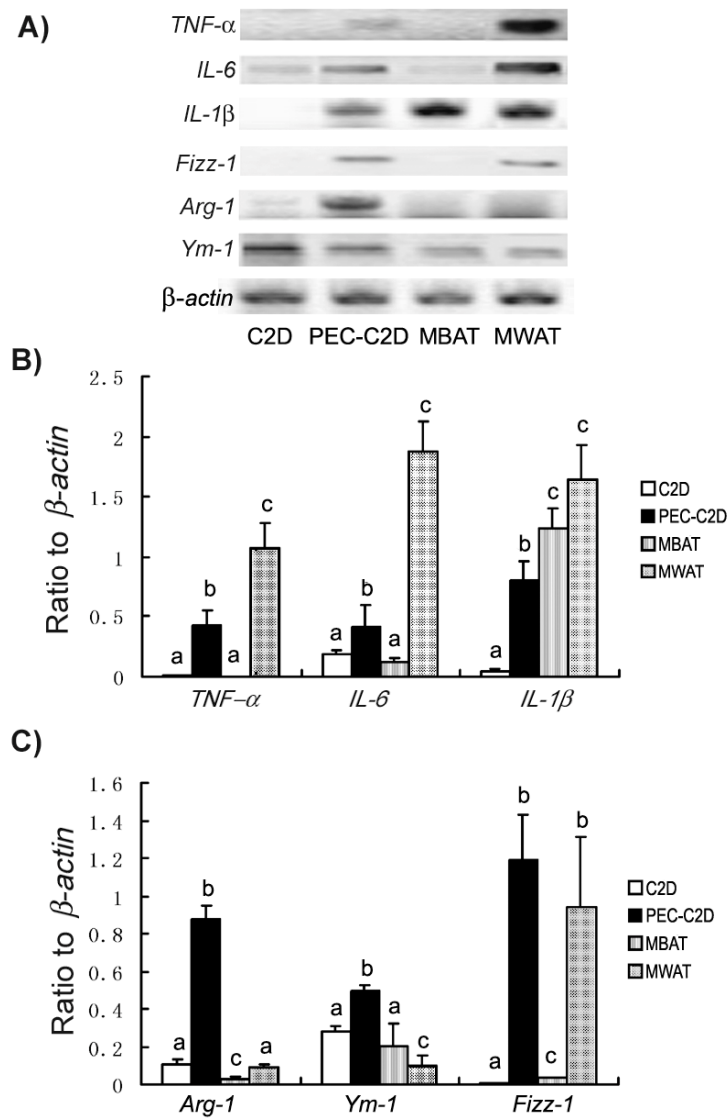 A)
TNF-α
IL-6
IL-1β
Fizz-1
Arg-1
Ym-1
β-actin
C2D PEC-C2D MBAT MWAT
B)
Ratio to β-actin
2.5
2
1.5
1
0.5
0
a b a c
a b a c
a b c c
TNF-α IL-6 IL-1β
C2D
PEC-C2D
MBAT
MWAT
C)
Ratio to β-actin
1.6
1.4
1.2
1
0.8
0.6
0.4
0.2
0
a b c a
a b a c
a b c b
Arg-1 Ym-1 Fizz-1
C2D
PEC-C2D
MBAT
MWAT